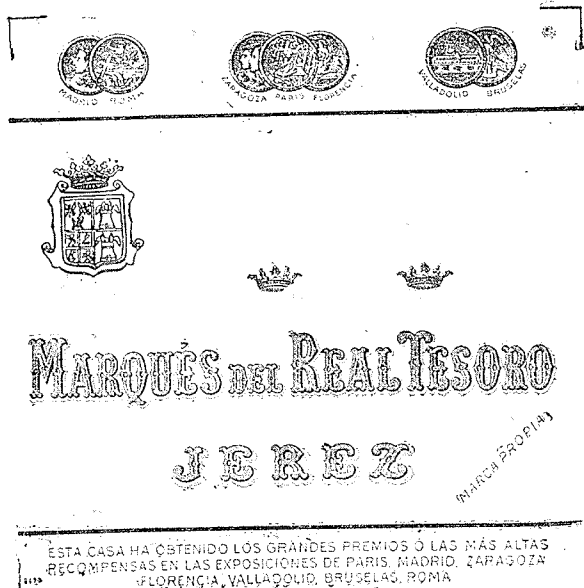 MADRID ROMA
ZARAGOZA PARIS FLORENCIA
VALLADOLID BRUSELAS
MARQUÉS DEL REAL TESORO
JEREZ
(MARCA PROPIA)
ESTA CASA HA OBTENIDO LOS GRANDES PREMIOS Ó LAS MÁS ALTAS
RECOMPENSAS EN LAS EXPOSICIONES DE PARIS, MADRID, ZARAGOZA
FLORENCIA, VALLADOLID, BRUSELAS, ROMA